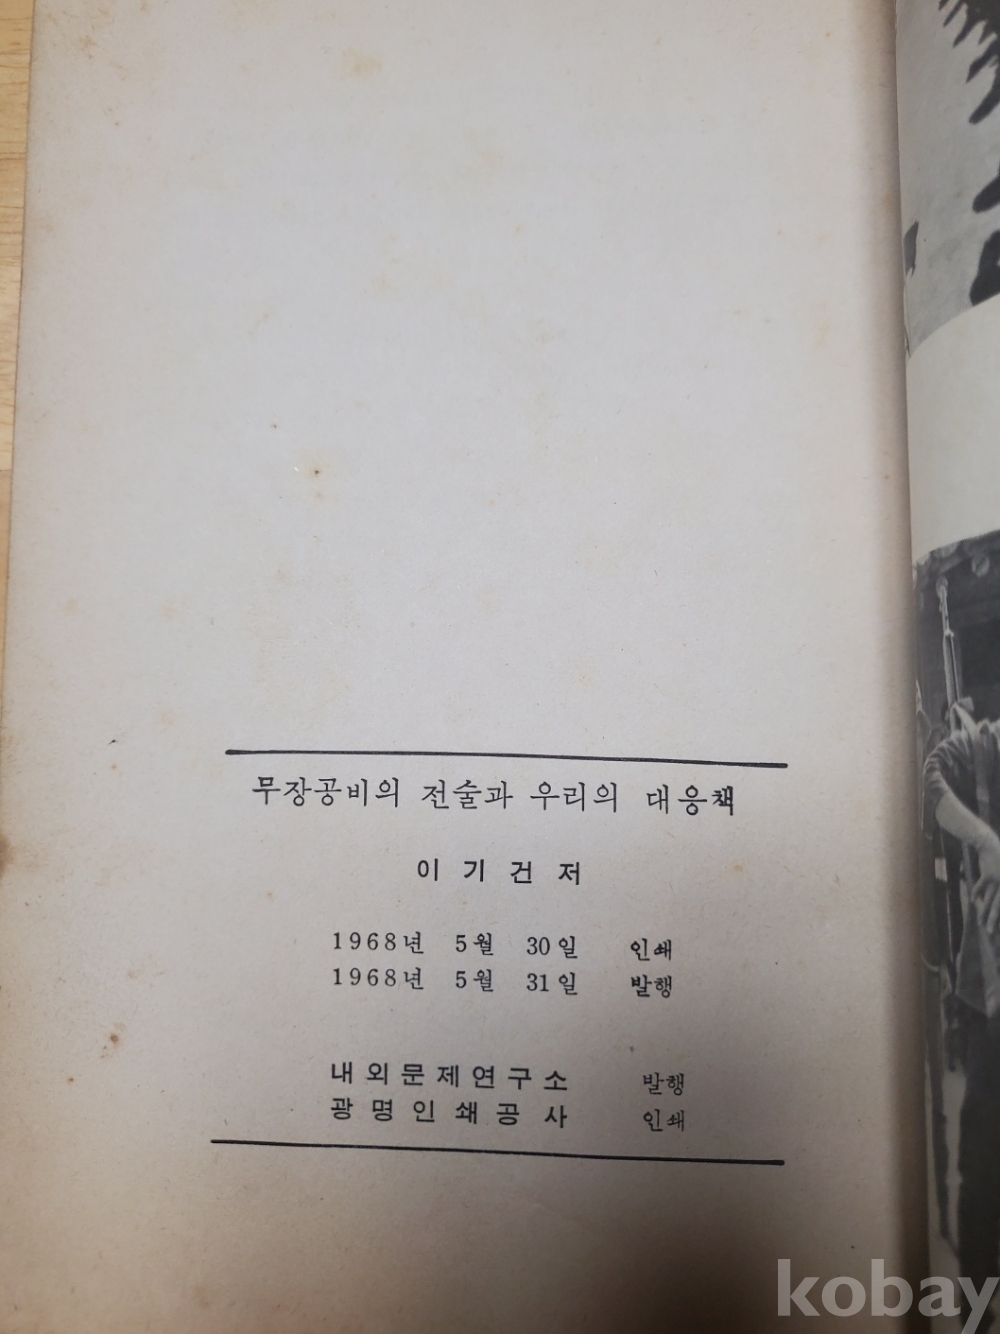 무장공비의 전술과 우리의 대응책
이 기 건 저
1968년 5월 30일 인쇄
1968년 5월 31일 발행
내외문제연구소 발행
광명인쇄공사 인쇄
kobay